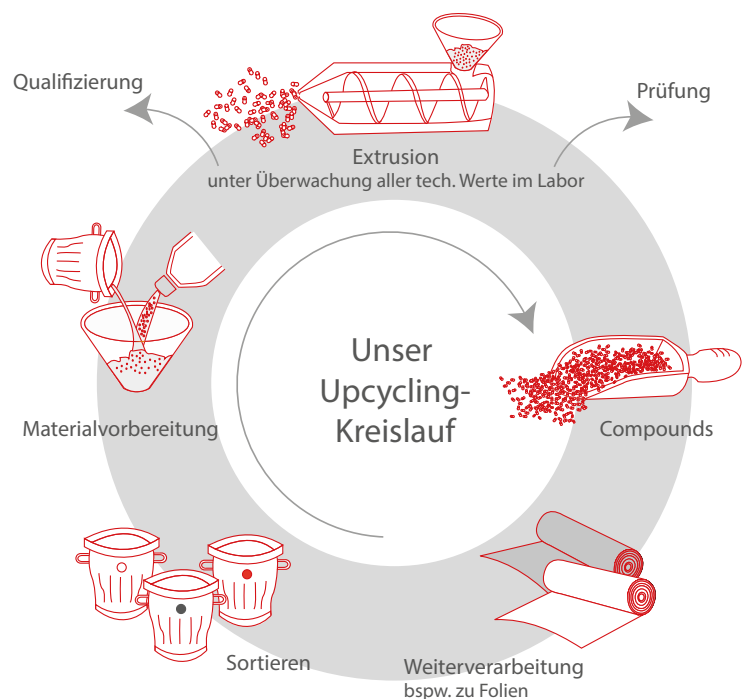 Qualifizierung
Prüfung
Extrusion
unter Überwachung aller tech. Werte im Labor
Unser
Upcycling-
Kreislauf
Materialvorbereitung
Compounds
Sortieren
Weiterverarbeitung
bspw. zu Folien